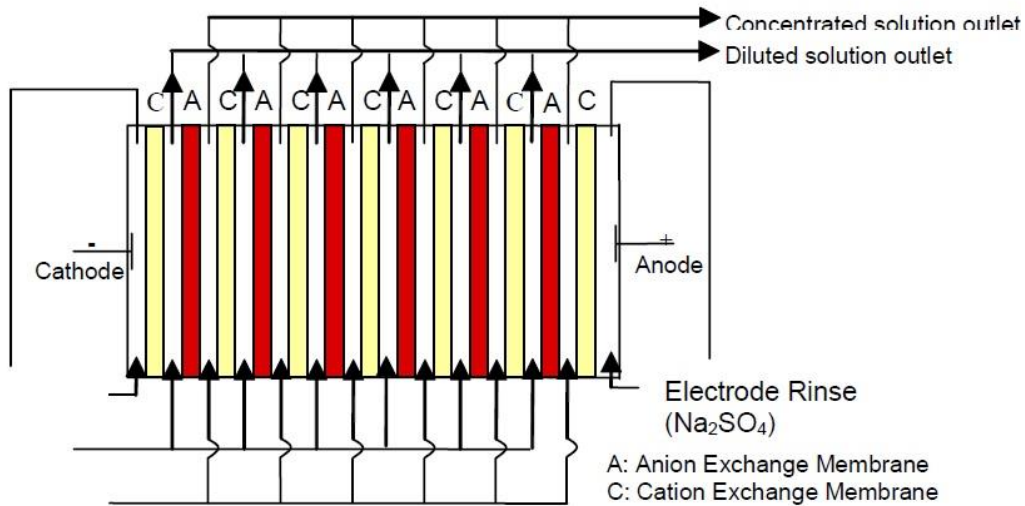 Concentrated solution outlet
Diluted solution outlet
C A C A C A C A C A C A C
-
Cathode
+
Anode
Electrode Rinse
(Na₂SO₄)
A: Anion Exchange Membrane
C: Cation Exchange Membrane